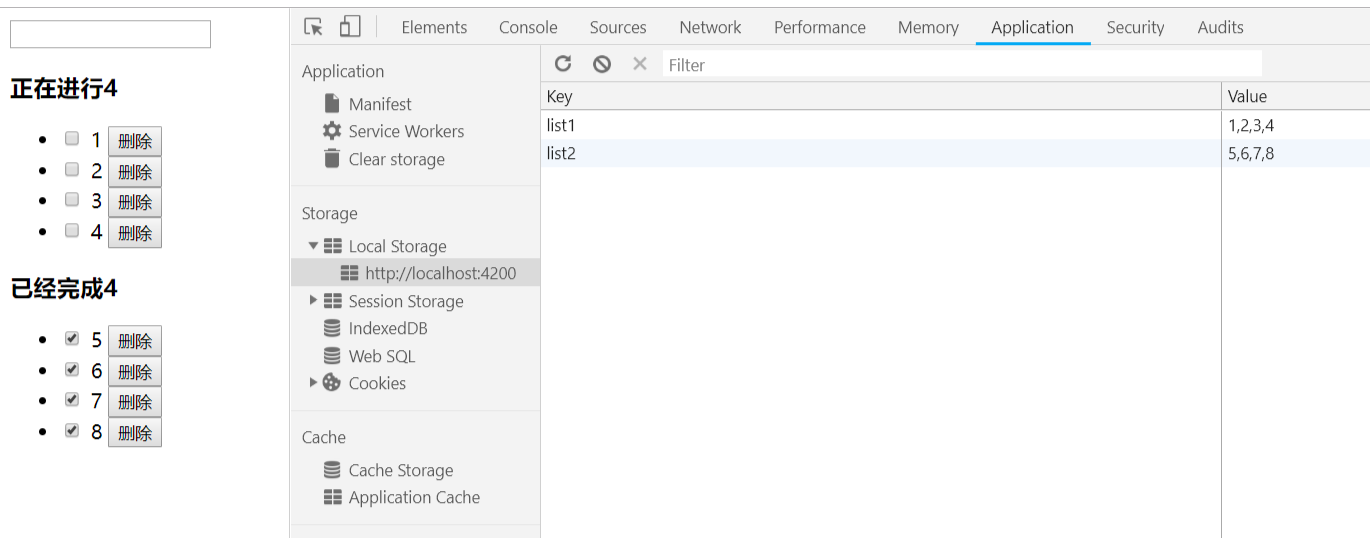 正在进行4
1 删除
2 删除
3 删除
4 删除
已经完成4
5 删除
6 删除
7 删除
8 删除
Elements Console Sources Network Performance Memory Application Security Audits
Application
Manifest
Service Workers
Clear storage
Storage
Local Storage
http://localhost:4200
Session Storage
IndexedDB
Web SQL
Cookies
Cache
Cache Storage
Application Cache
Filter
Key Value
list1 1,2,3,4
list2 5,6,7,8